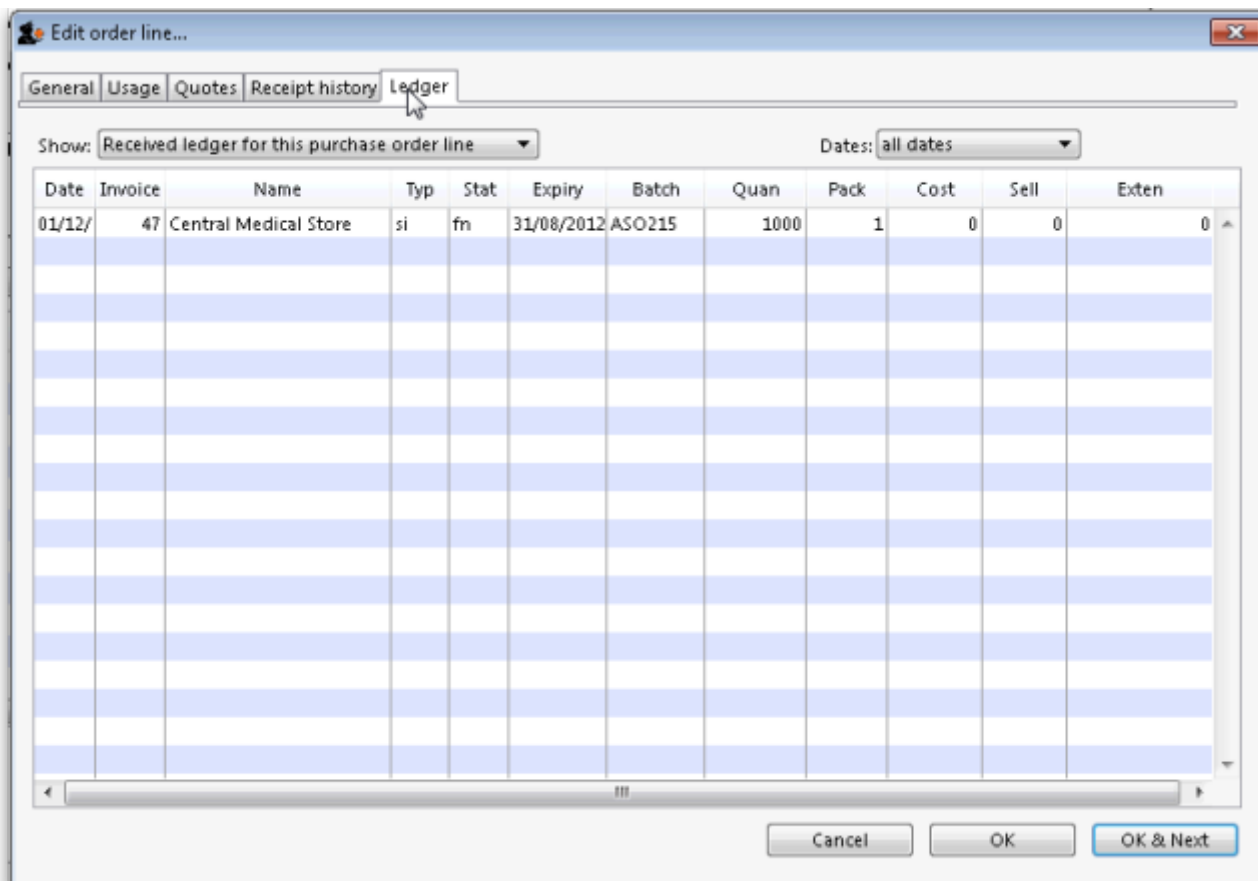 Edit order line...
General Usage Quotes Receipt history Ledger
Show: Received ledger for this purchase order line Dates: all dates
Date Invoice Name Typ Stat Expiry Batch Quan Pack Cost Sell Exten
01/12/ 47 Central Medical Store si fn 31/08/2012 ASO215 1000 1 0 0 0
Cancel OK OK & Next